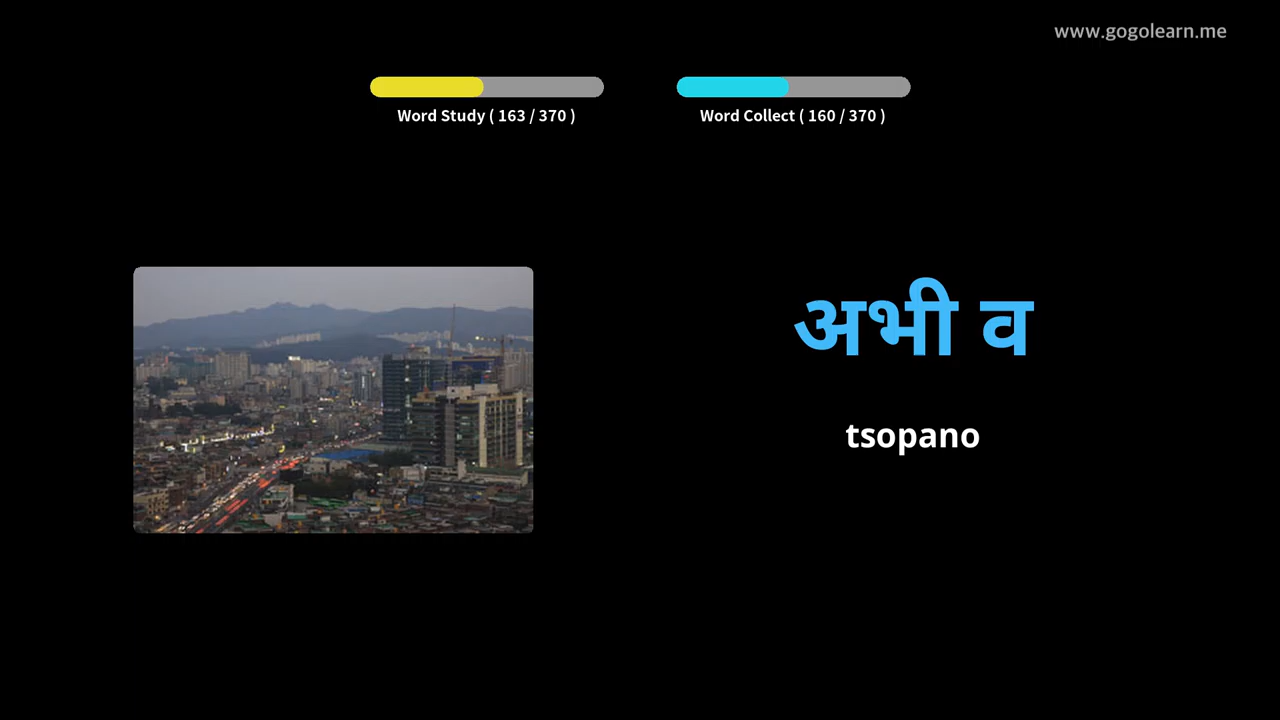 www.gogolearn.me
Word Study ( 163 / 370 )
Word Collect ( 160 / 370 )
अभी व
tsopano